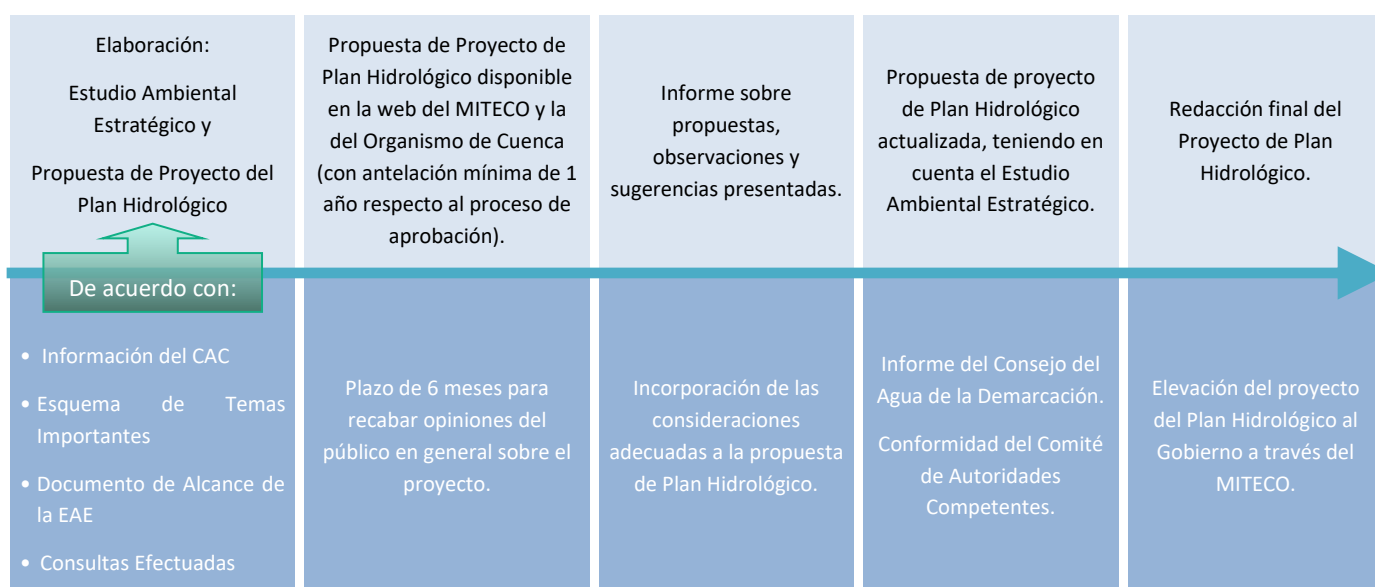 Elaboración:
Estudio Ambiental
Estratégico y
Propuesta de Proyecto del
Plan Hidrológico
De acuerdo con:
• Información del CAC
• Esquema de Temas
Importantes
• Documento de Alcance de
la EAE
• Consultas Efectuadas
Propuesta de Proyecto de
Plan Hidrológico disponible
en la web del MITECO y la
del Organismo de Cuenca
(con antelación mínima de 1
año respecto al proceso de
aprobación).
Plazo de 6 meses para
recabar opiniones del
público en general sobre el
proyecto.
Informe sobre
propuestas,
observaciones y
sugerencias presentadas.
Incorporación de las
consideraciones
adecuadas a la propuesta
de Plan Hidrológico.
Propuesta de proyecto
de Plan Hidrológico
actualizada, teniendo en
cuenta el Estudio
Ambiental Estratégico.
Informe del Consejo del
Agua de la Demarcación.
Conformidad del Comité
de Autoridades
Competentes.
Redacción final del
Proyecto de Plan
Hidrológico.
Elevación del proyecto
del Plan Hidrológico al
Gobierno a través del
MITECO.